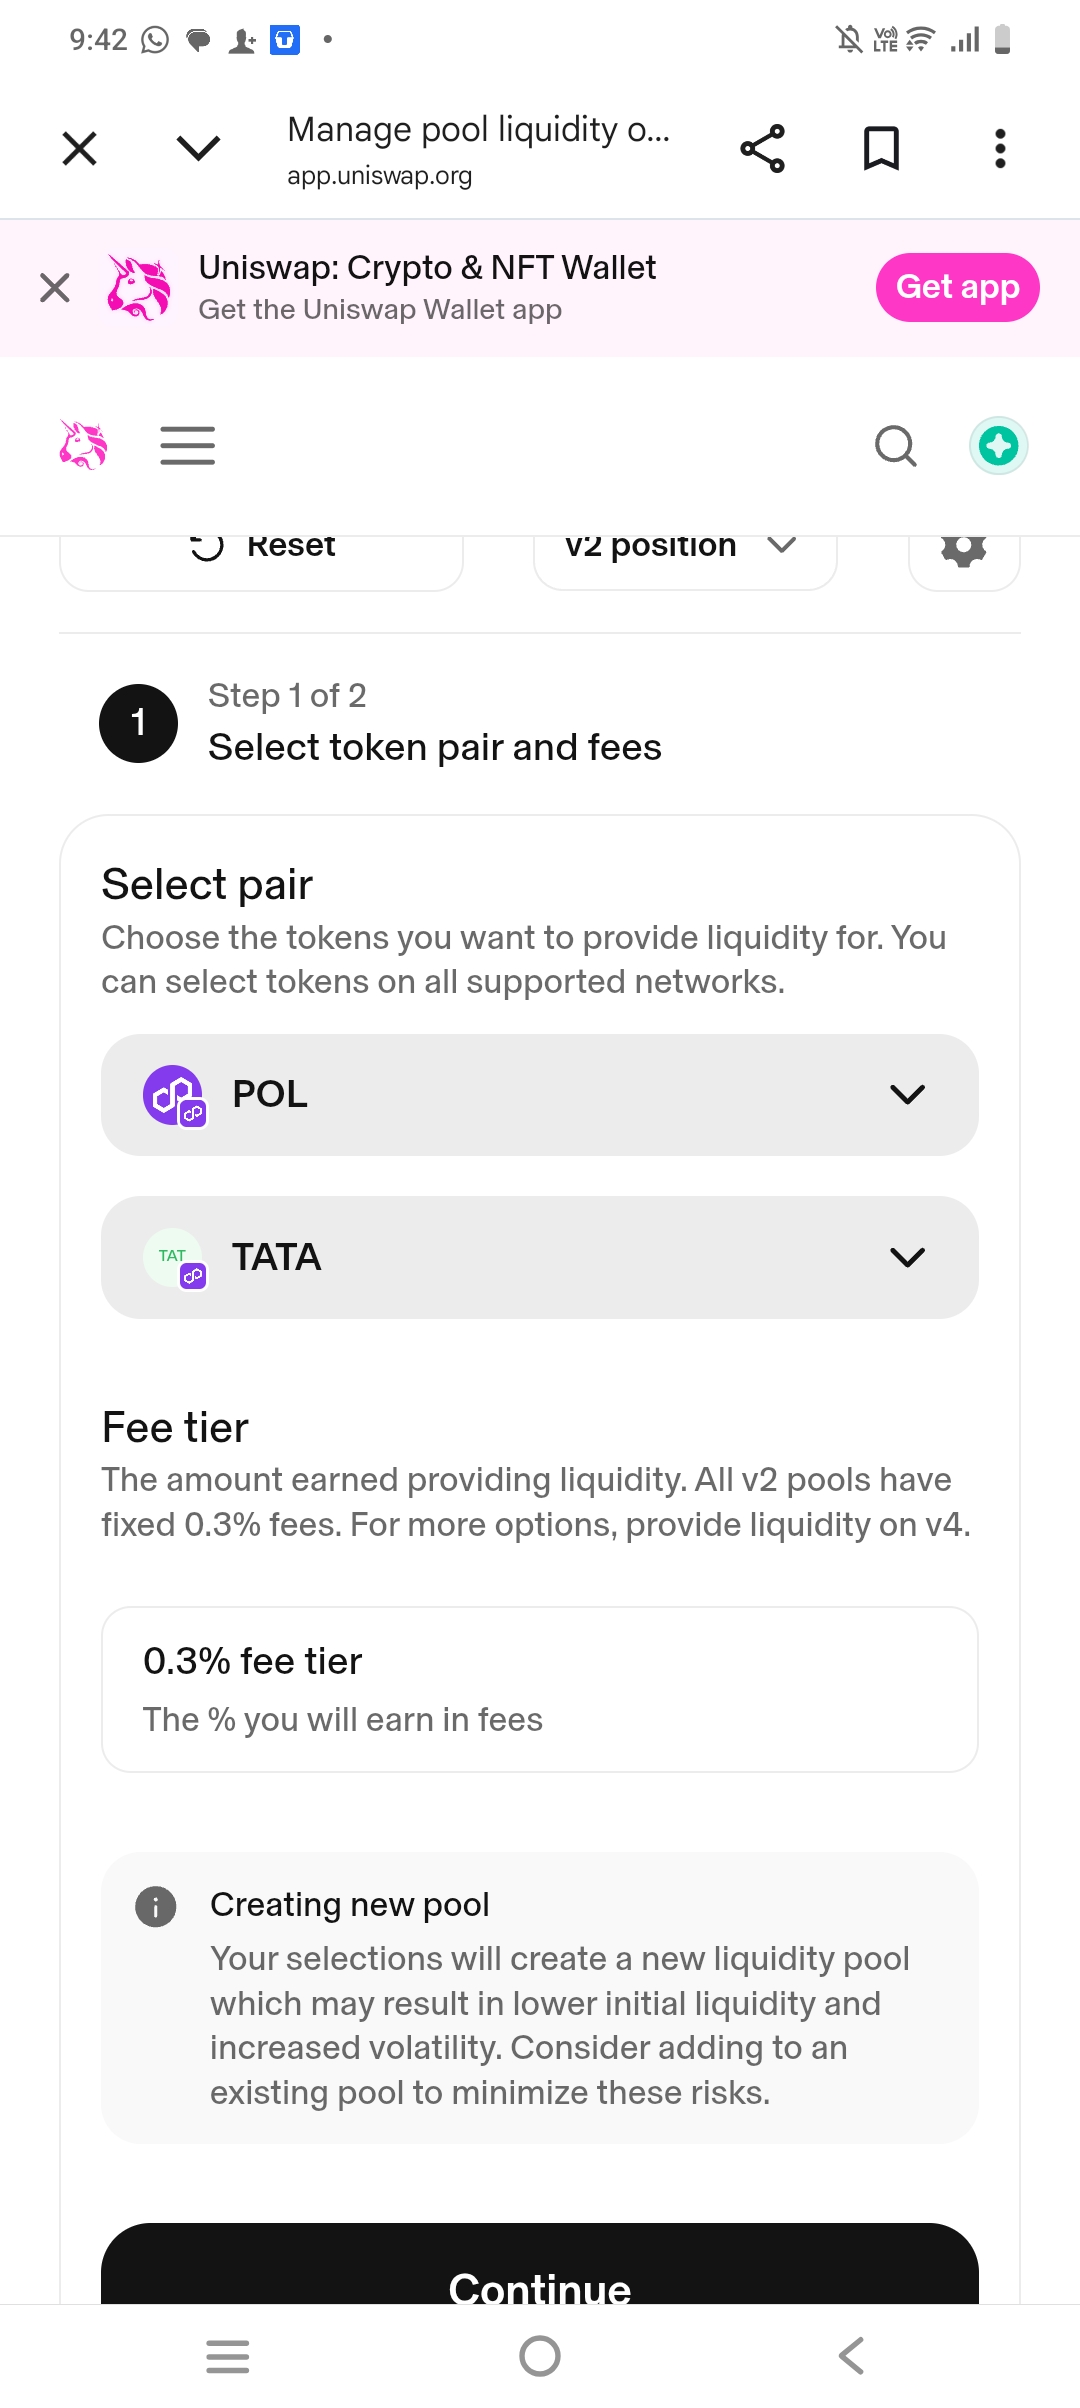 9:42
Vo))
LTE
Manage pool liquidity o...
app.uniswap.org
Uniswap: Crypto & NFT Wallet
Get the Uniswap Wallet app
Get app
Reset
v2 position
1
Step 1 of 2
Select token pair and fees
Select pair
Choose the tokens you want to provide liquidity for. You
can select tokens on all supported networks.
POL
TAT
TATA
Fee tier
The amount earned providing liquidity. All v2 pools have
fixed 0.3% fees. For more options, provide liquidity on v4.
0.3% fee tier
The % you will earn in fees
Creating new pool
Your selections will create a new liquidity pool
which may result in lower initial liquidity and
increased volatility. Consider adding to an
existing pool to minimize these risks.
Continue